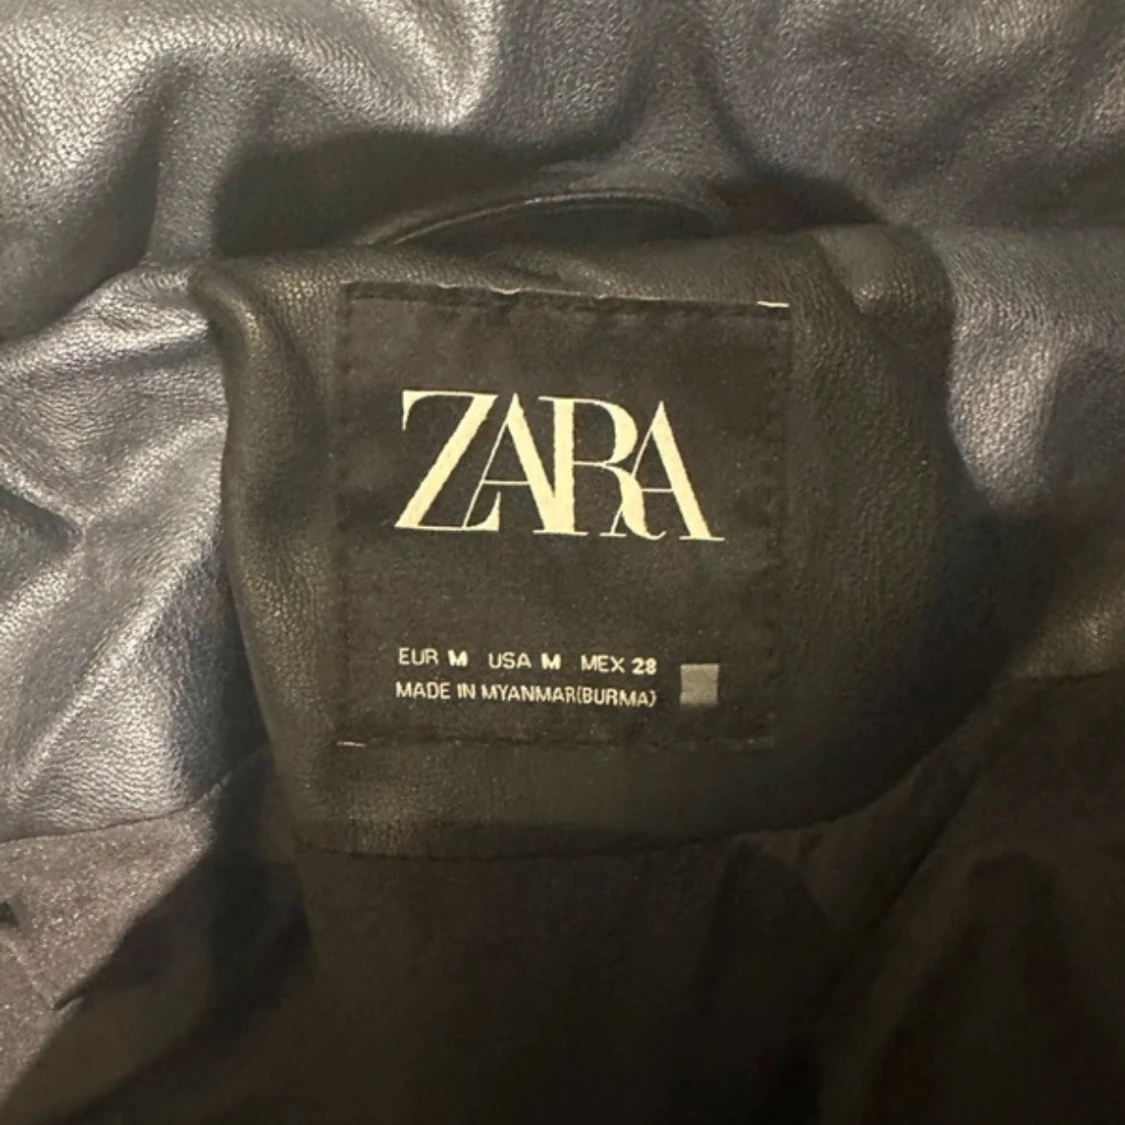 ZARA
EUR M USA M MEX 28
MADE IN MYANMAR(BURMA)